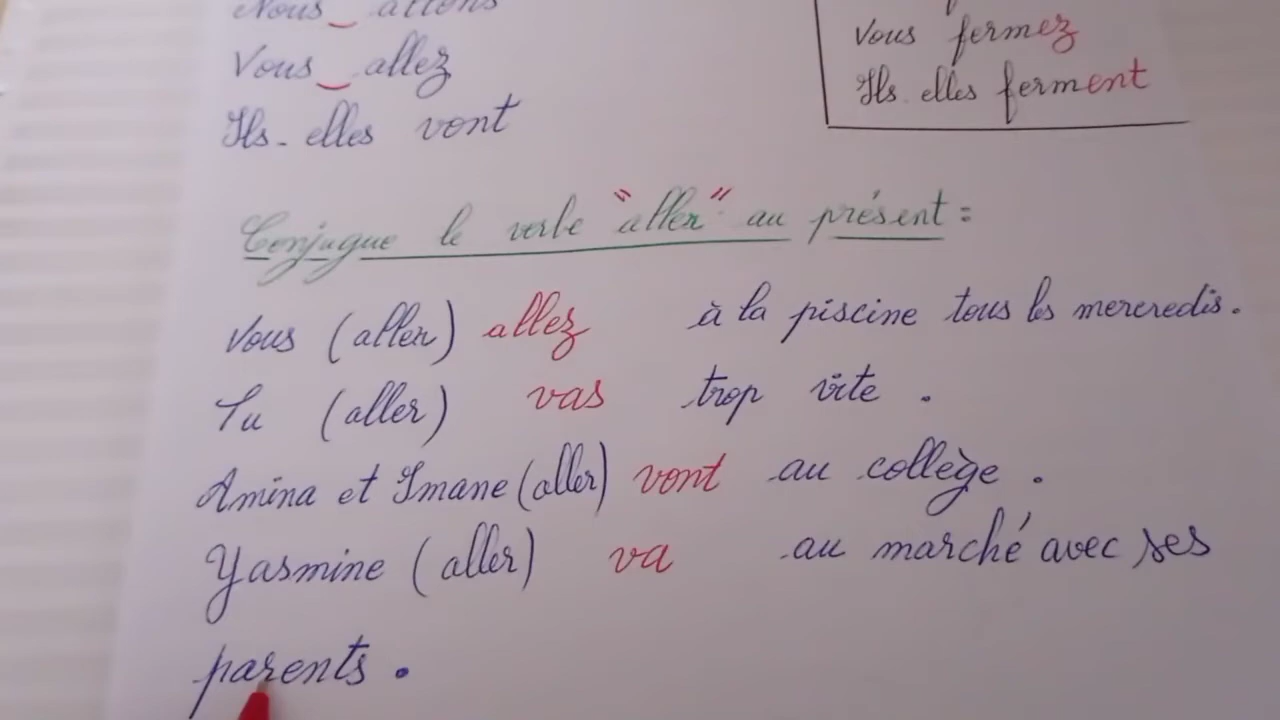 Nous allons
Vous allez
Ils - elles vont
vous fermez
Ils - elles ferment
Conjugue le verbe "aller" au présent :
Vous (aller) allez à la piscine tous les mercredis.
Tu (aller) vas trop vite .
Amina et Imane (aller) vont au collège .
Yasmine (aller) va au marché avec ses
parents .